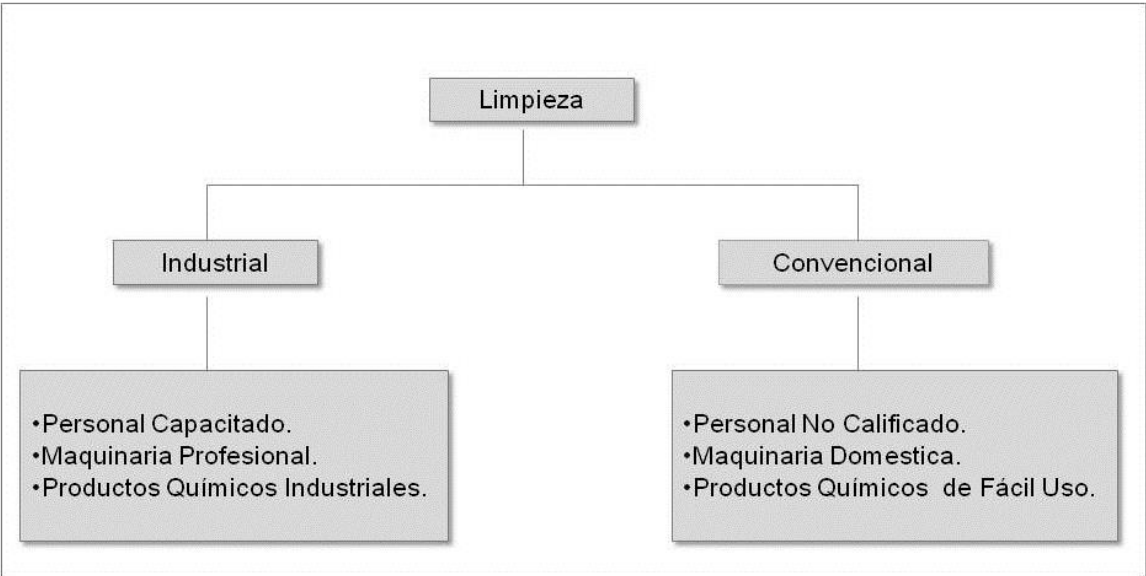 Limpieza
Industrial
Convencional
•Personal Capacitado.
•Maquinaria Profesional.
•Productos Químicos Industriales.
•Personal No Calificado.
•Maquinaria Domestica.
•Productos Químicos  de Fácil Uso.